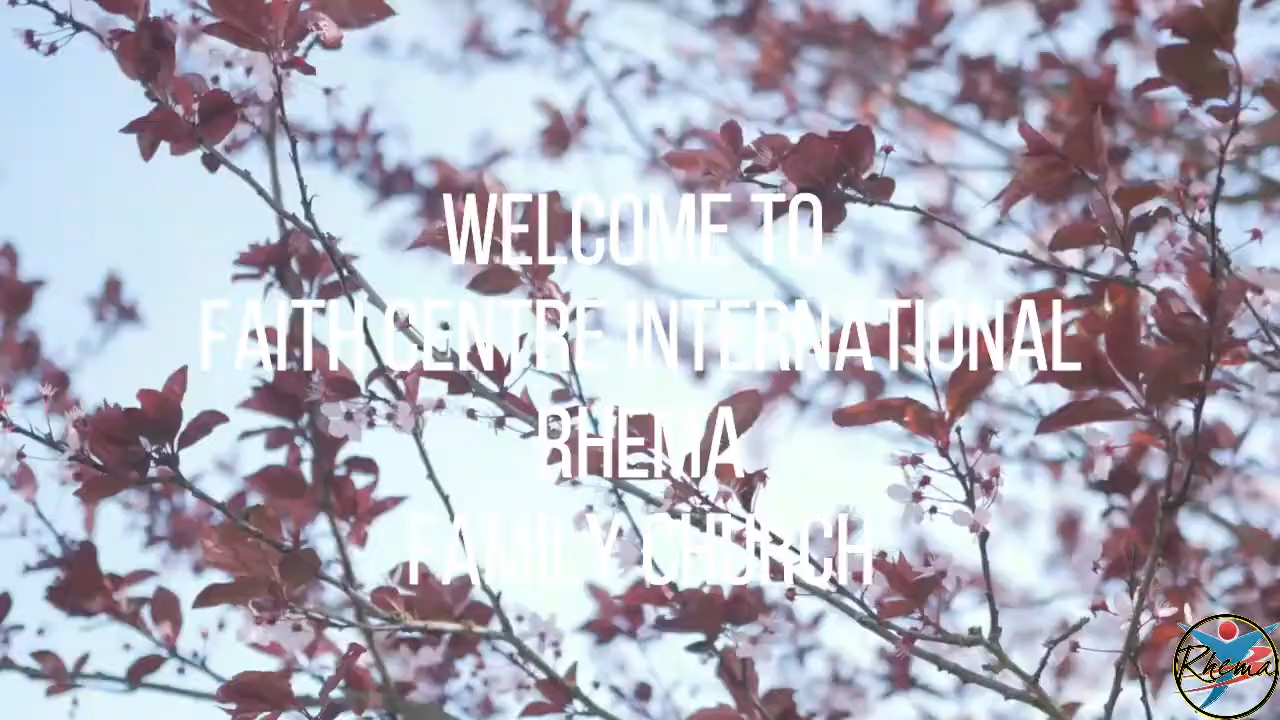 WELCOME TO
FAITH CENTRE INTERNATIONAL
RHEMA
FAMILY CHURCH
Rhema